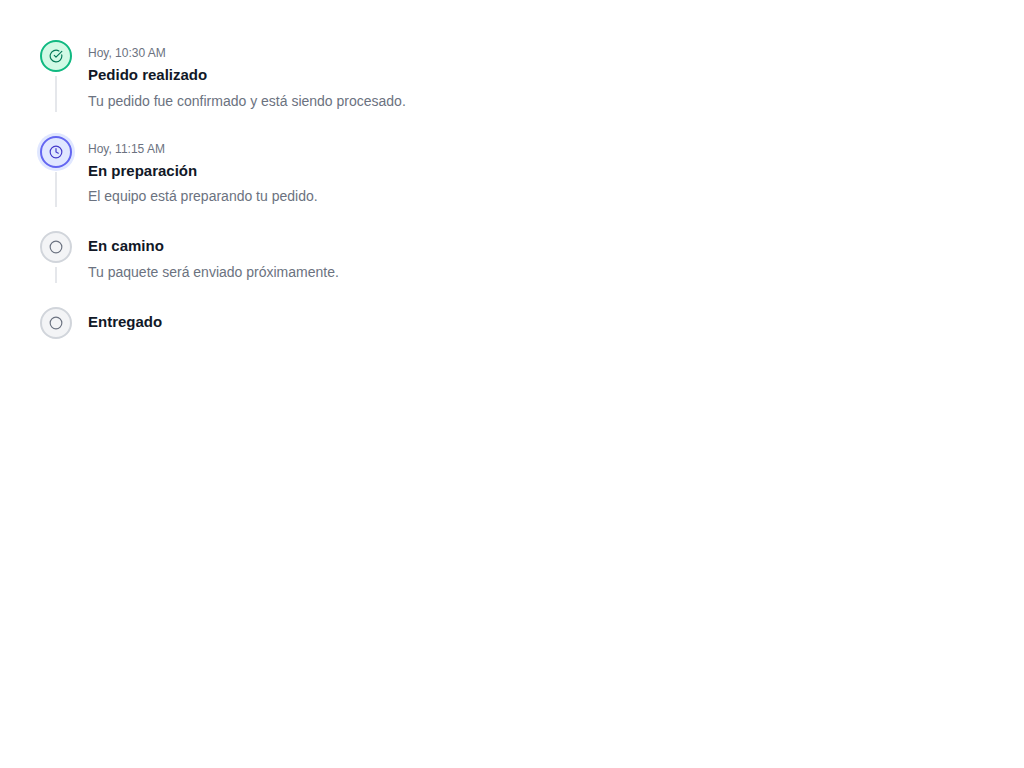 Hoy, 10:30 AM
Pedido realizado
Tu pedido fue confirmado y está siendo procesado.
Hoy, 11:15 AM
En preparación
El equipo está preparando tu pedido.
En camino
Tu paquete será enviado próximamente.
Entregado